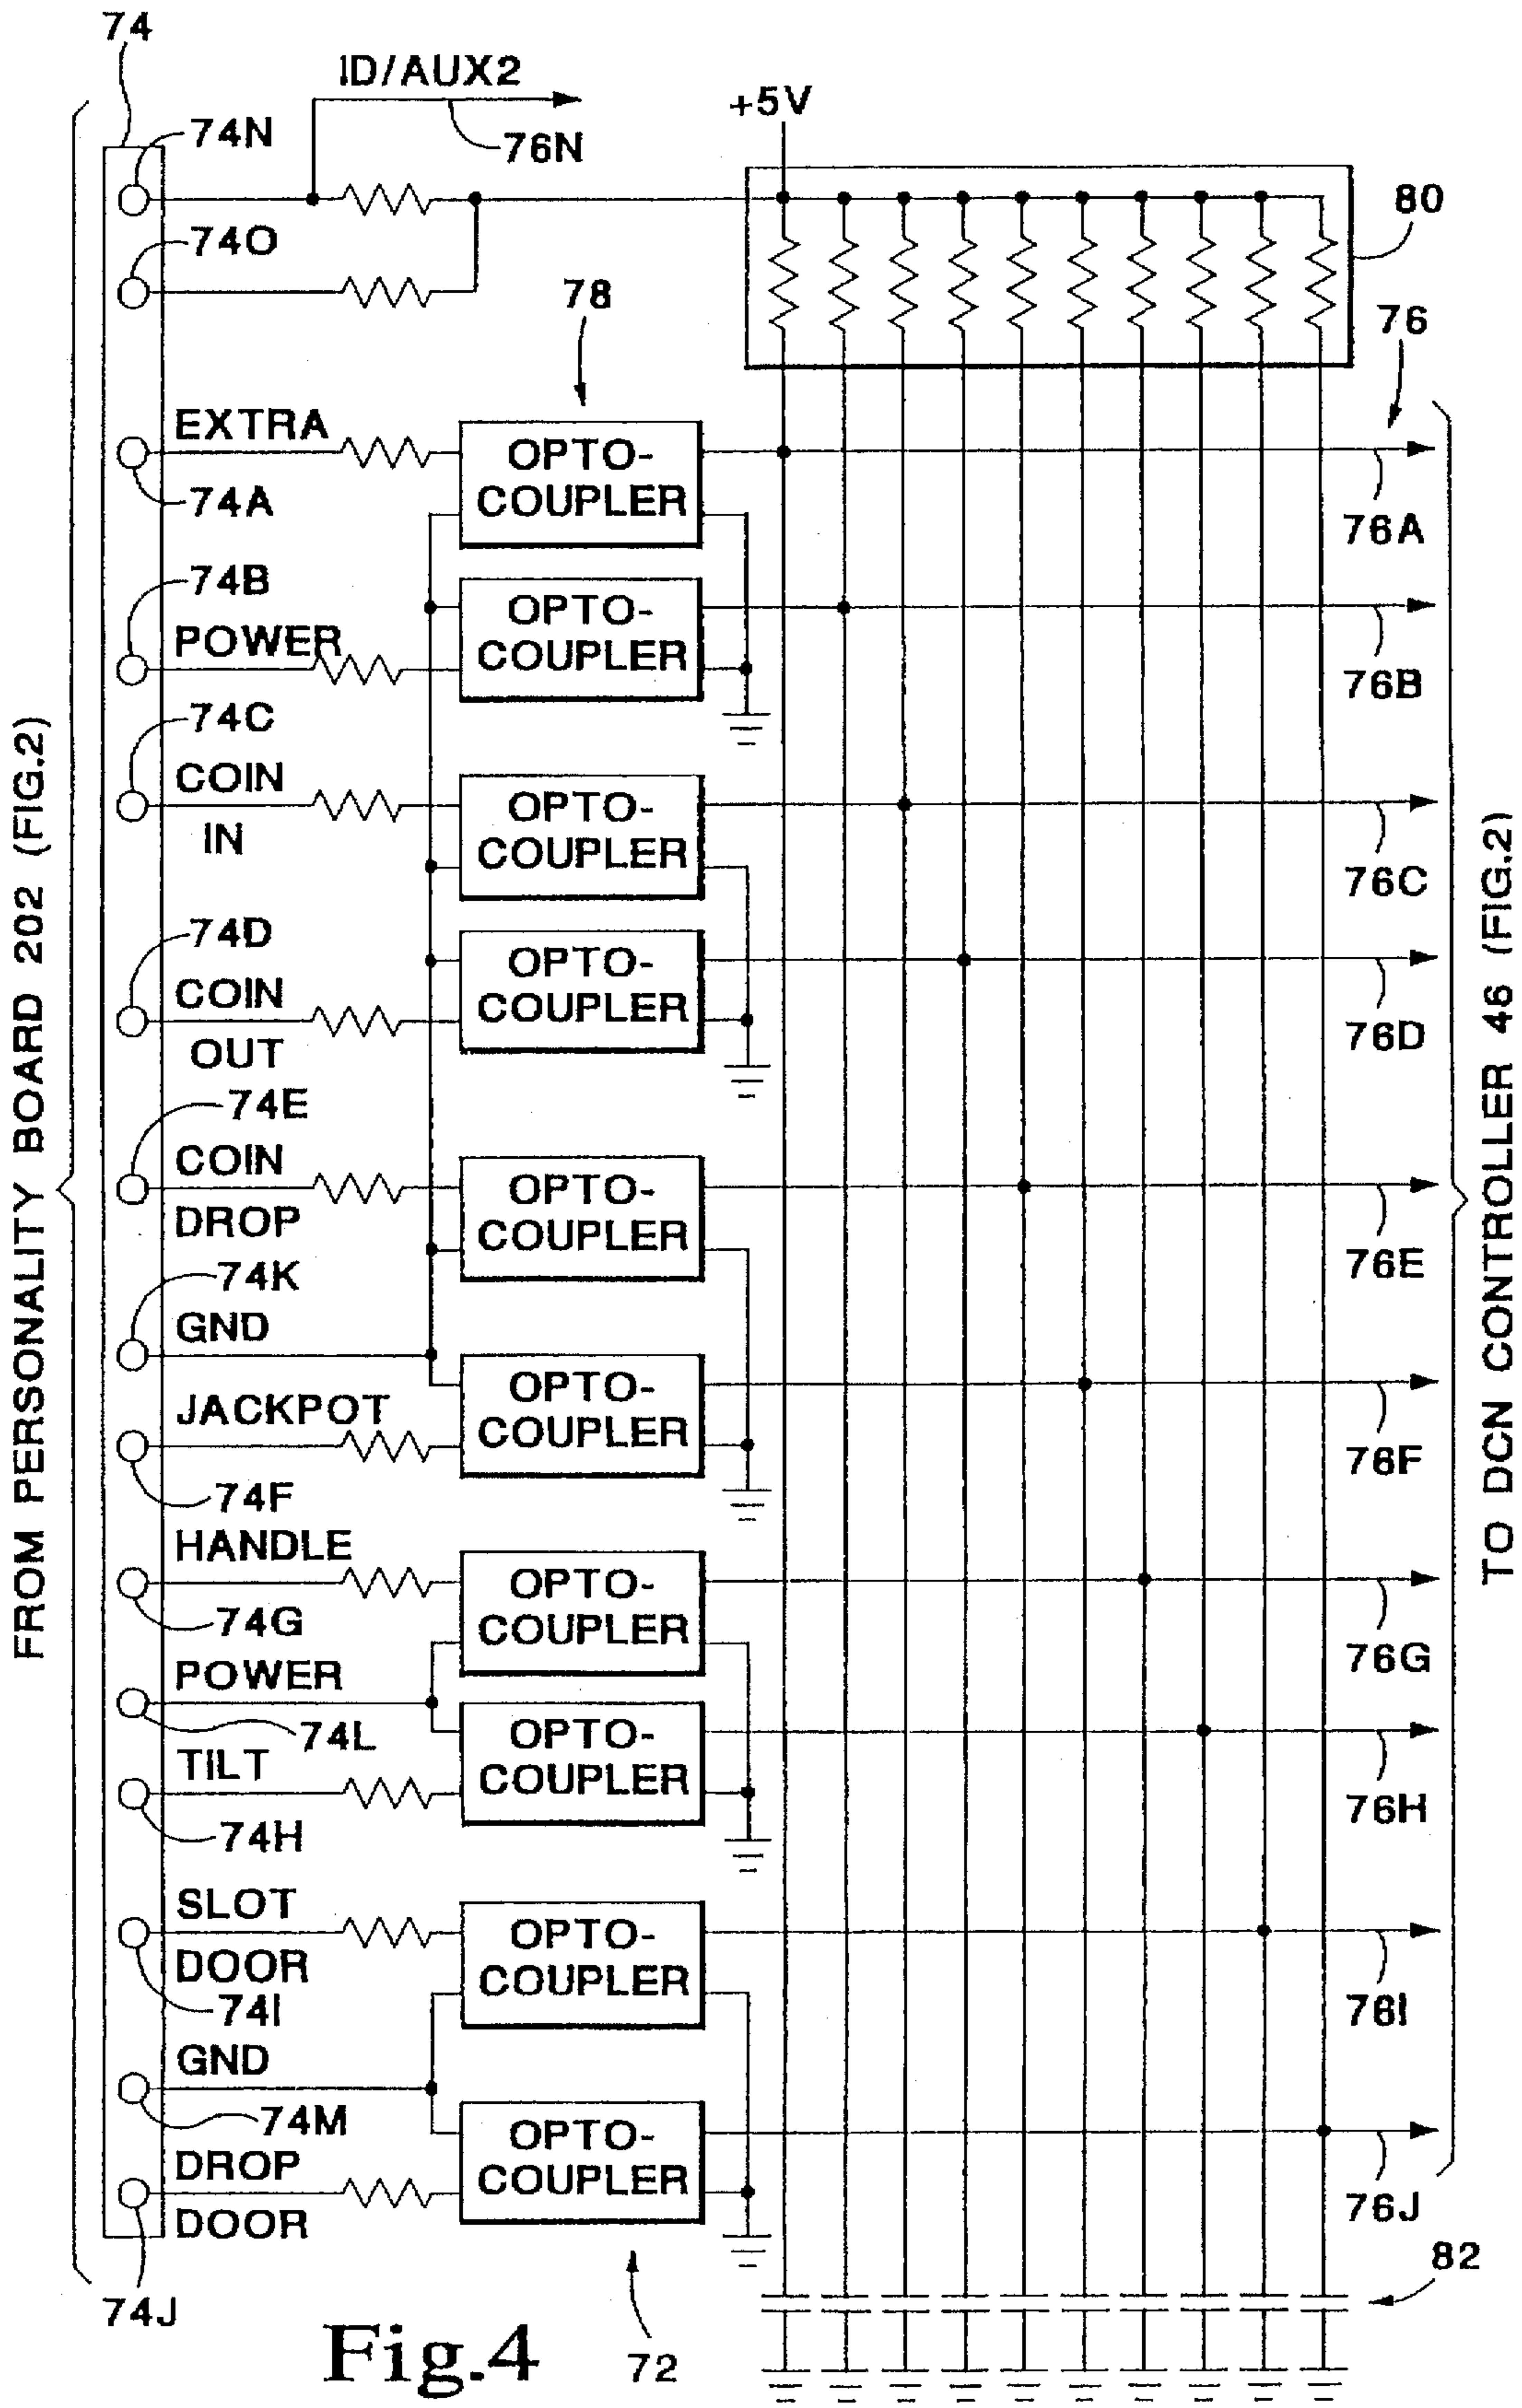 74
ID/AUX2
+5V
74N
76N
80
74O
78
76
EXTRA
OPTO-
COUPLER
74A
76A
74B
OPTO-
COUPLER
POWER
76B
74C
COIN
IN
OPTO-
COUPLER
76C
74D
COIN
OUT
OPTO-
COUPLER
76D
74E
COIN
DROP
OPTO-
COUPLER
76E
74K
GND
OPTO-
COUPLER
JACKPOT
76F
74F
HANDLE
OPTO-
COUPLER
74G
76G
POWER
74L
OPTO-
COUPLER
TILT
76H
74H
SLOT
DOOR
OPTO-
COUPLER
74I
76I
GND
74M
OPTO-
COUPLER
DROP
DOOR
76J
74J
82
72
Fig.4
FROM PERSONALITY BOARD 202 (FIG.2)
TO DCN CONTROLLER 46 (FIG.2)